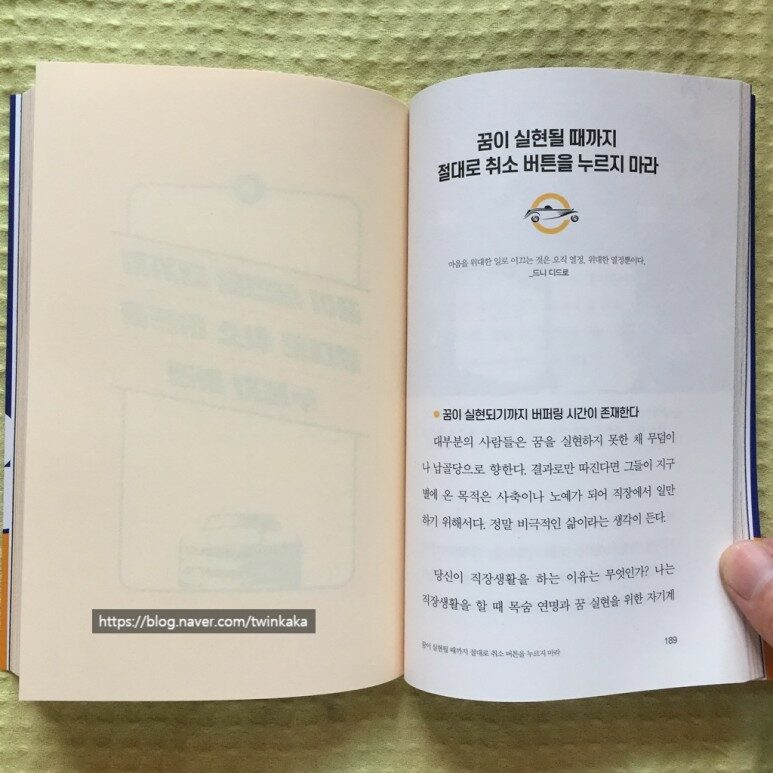 꿈이 실현될 때까지
절대로 취소 버튼을 누르지 마라
마음을 위대한 일로 이끄는 것은 오직 열정, 위대한 열정뿐이다.
_드니 디드로
꿈이 실현되기까지 버퍼링 시간이 존재한다
대부분의 사람들은 꿈을 실현하지 못한 채 무덤이
나 납골당으로 향한다. 결과로만 따진다면 그들이 지구
별에 온 목적은 사축이나 노예가 되어 직장에서 일만
하기 위해서다. 정말 비극적인 삶이라는 생각이 든다.
당신이 직장생활을 하는 이유는 무엇인가? 나는
직장생활을 할 때 목숨 연명과 꿈 실현을 위한 자기계
꿈이 실현될 때까지 절대로 취소 버튼을 누르지 마라
189
https://blog.naver.com/twinkaka